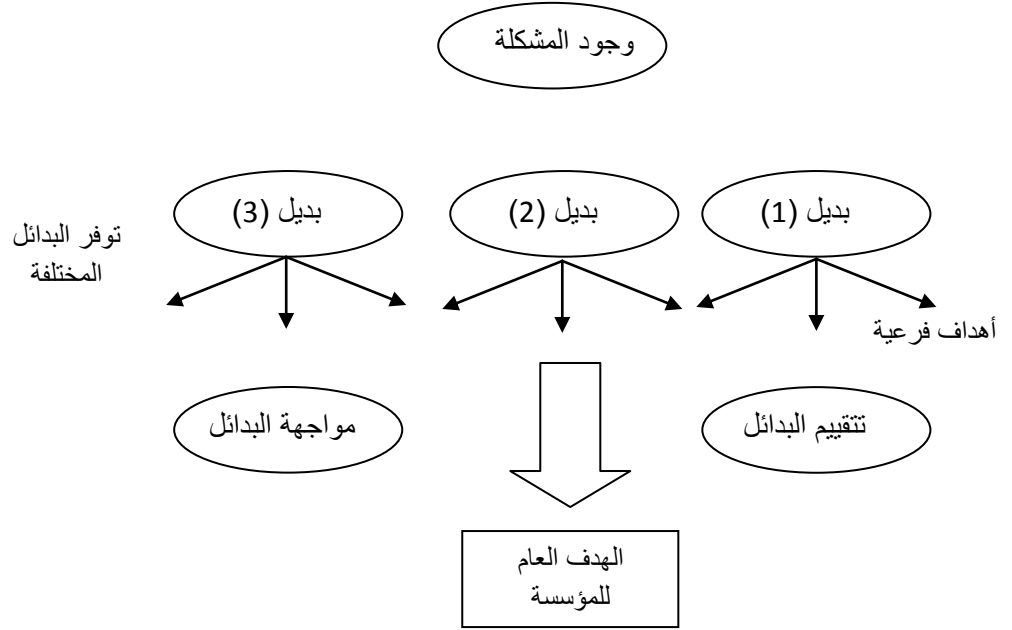 وجود المشكلة
بديل (1)
بديل (2)
بديل (3)
توفر البدائل
المختلفة
أهداف فرعية
تتقييم البدائل
مواجهة البدائل
الهدف العام
للمؤسسة